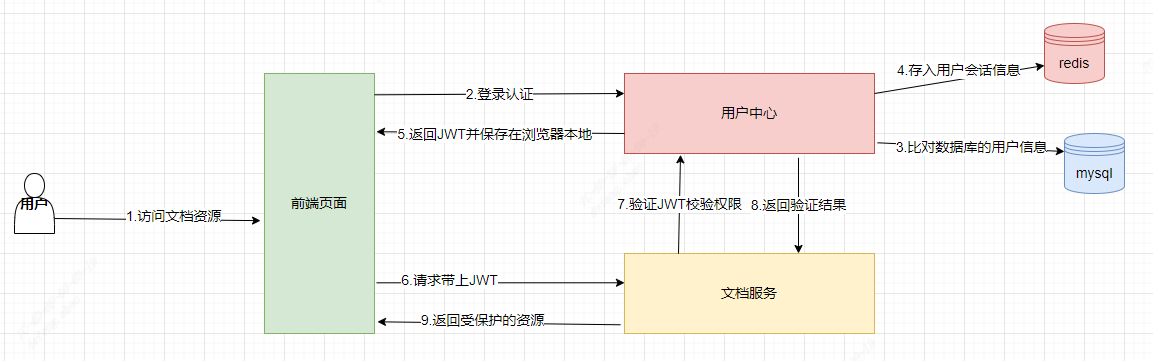 用户
1.访问文档资源
前端页面
2.登录认证
用户中心
4.存入用户会话信息
redis
5.返回JWT并保存在浏览器本地
3.比对数据库的用户信息
mysql
7.验证JWT校验权限
8.返回验证结果
6.请求带上JWT
文档服务
9.返回受保护的资源